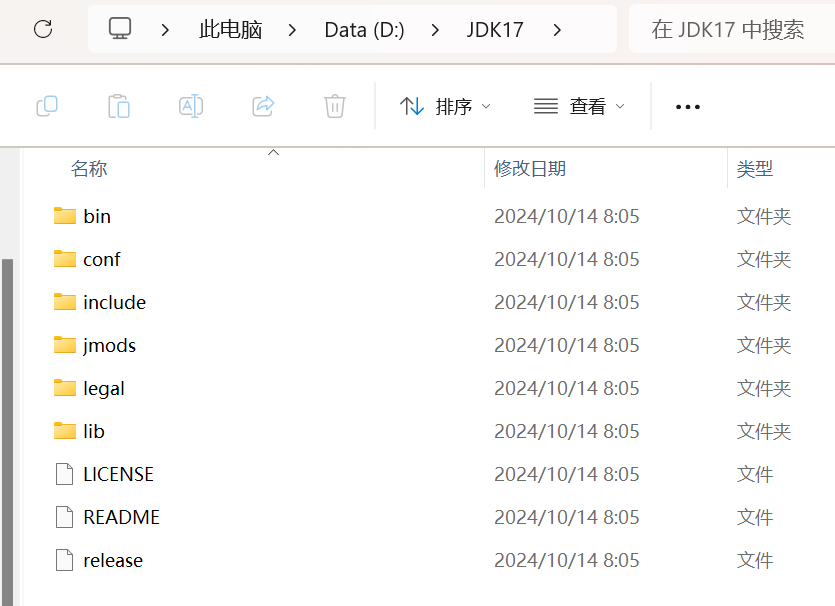 此电脑 Data (D:) JDK17 在 JDK17 中搜索
排序 查看
名称 修改日期 类型
bin 2024/10/14 8:05 文件夹
conf 2024/10/14 8:05 文件夹
include 2024/10/14 8:05 文件夹
jmods 2024/10/14 8:05 文件夹
legal 2024/10/14 8:05 文件夹
lib 2024/10/14 8:05 文件夹
LICENSE 2024/10/14 8:05 文件
README 2024/10/14 8:05 文件
release 2024/10/14 8:05 文件